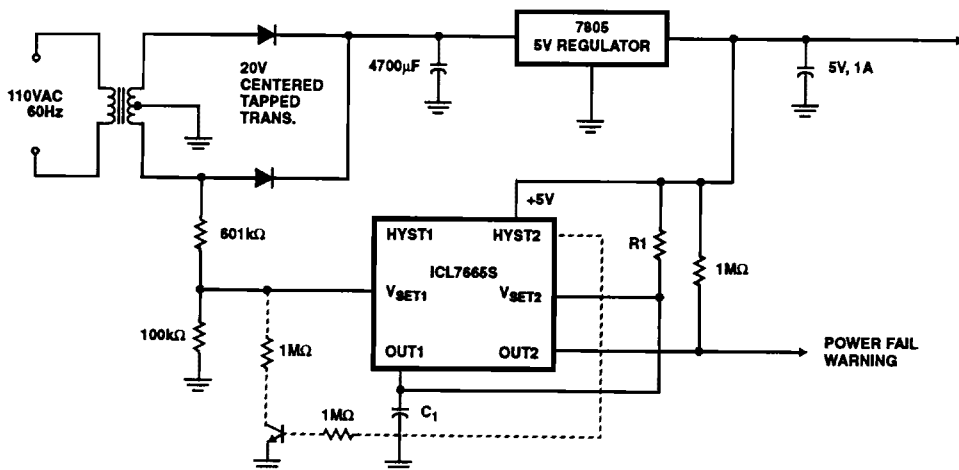 7805
5V REGULATOR
4700µF
5V, 1A
20V
CENTERED
TAPPED
TRANS.
110VAC
60Hz
+5V
601kΩ
HYST1
HYST2
R1
1MΩ
ICL7665S
VSET1
VSET2
100kΩ
1MΩ
OUT1
OUT2
POWER FAIL
WARNING
1MΩ
C1